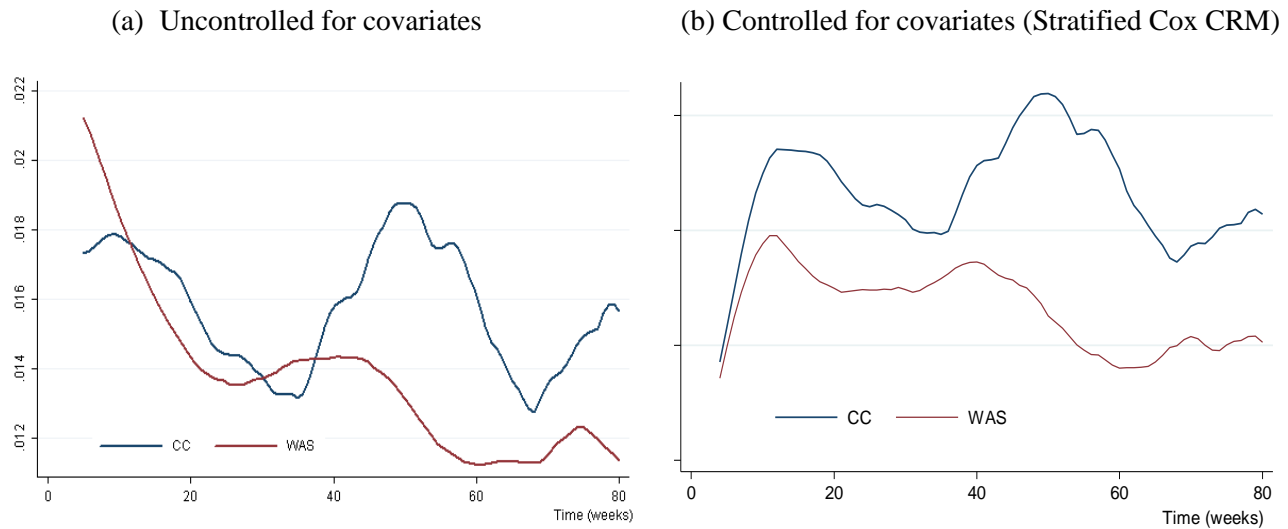 (a) Uncontrolled for covariates
(b) Controlled for covariates (Stratified Cox CRM)
.022
.02
.018
.016
.014
.012
CC WAS
0 20 40 60 80
Time (weeks)
CC WAS
0 20 40 60 80
Time (weeks)